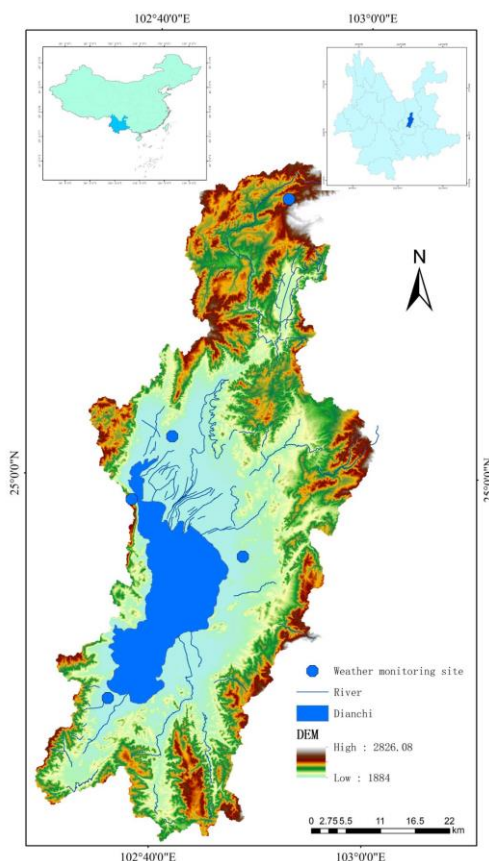 102°40'0"E 103°0'0"E
N
25°0'0"N 25°0'0"N
Weather monitoring site
River
Dianchi
DEM
High : 2826.08
Low : 1884
0 2.75 5.5 11 16.5 22
km
102°40'0"E 103°0'0"E